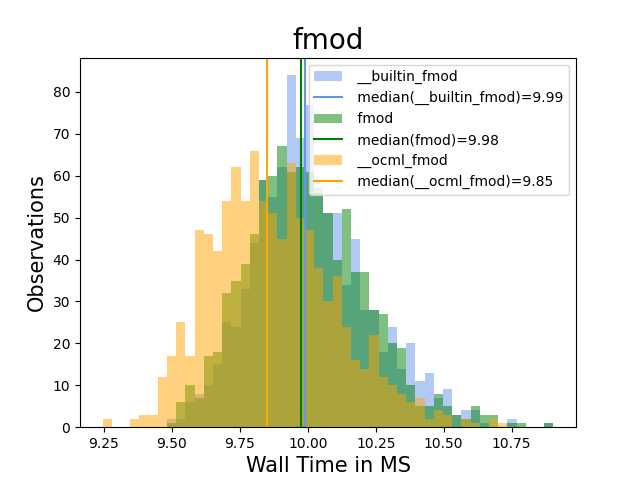 fmod
__builtin_fmod
median(__builtin_fmod)=9.99
fmod
median(fmod)=9.98
__ocml_fmod
median(__ocml_fmod)=9.85
Observations
80
70
60
50
40
30
20
10
0
9.25 9.50 9.75 10.00 10.25 10.50 10.75
Wall Time in MS